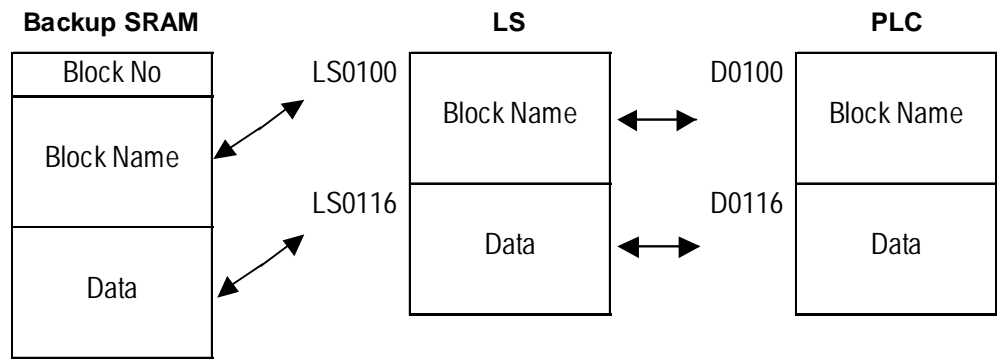 Backup SRAM
LS
PLC
Block No
LS0100
D0100
Block Name
Block Name
Block Name
LS0116
D0116
Data
Data
Data